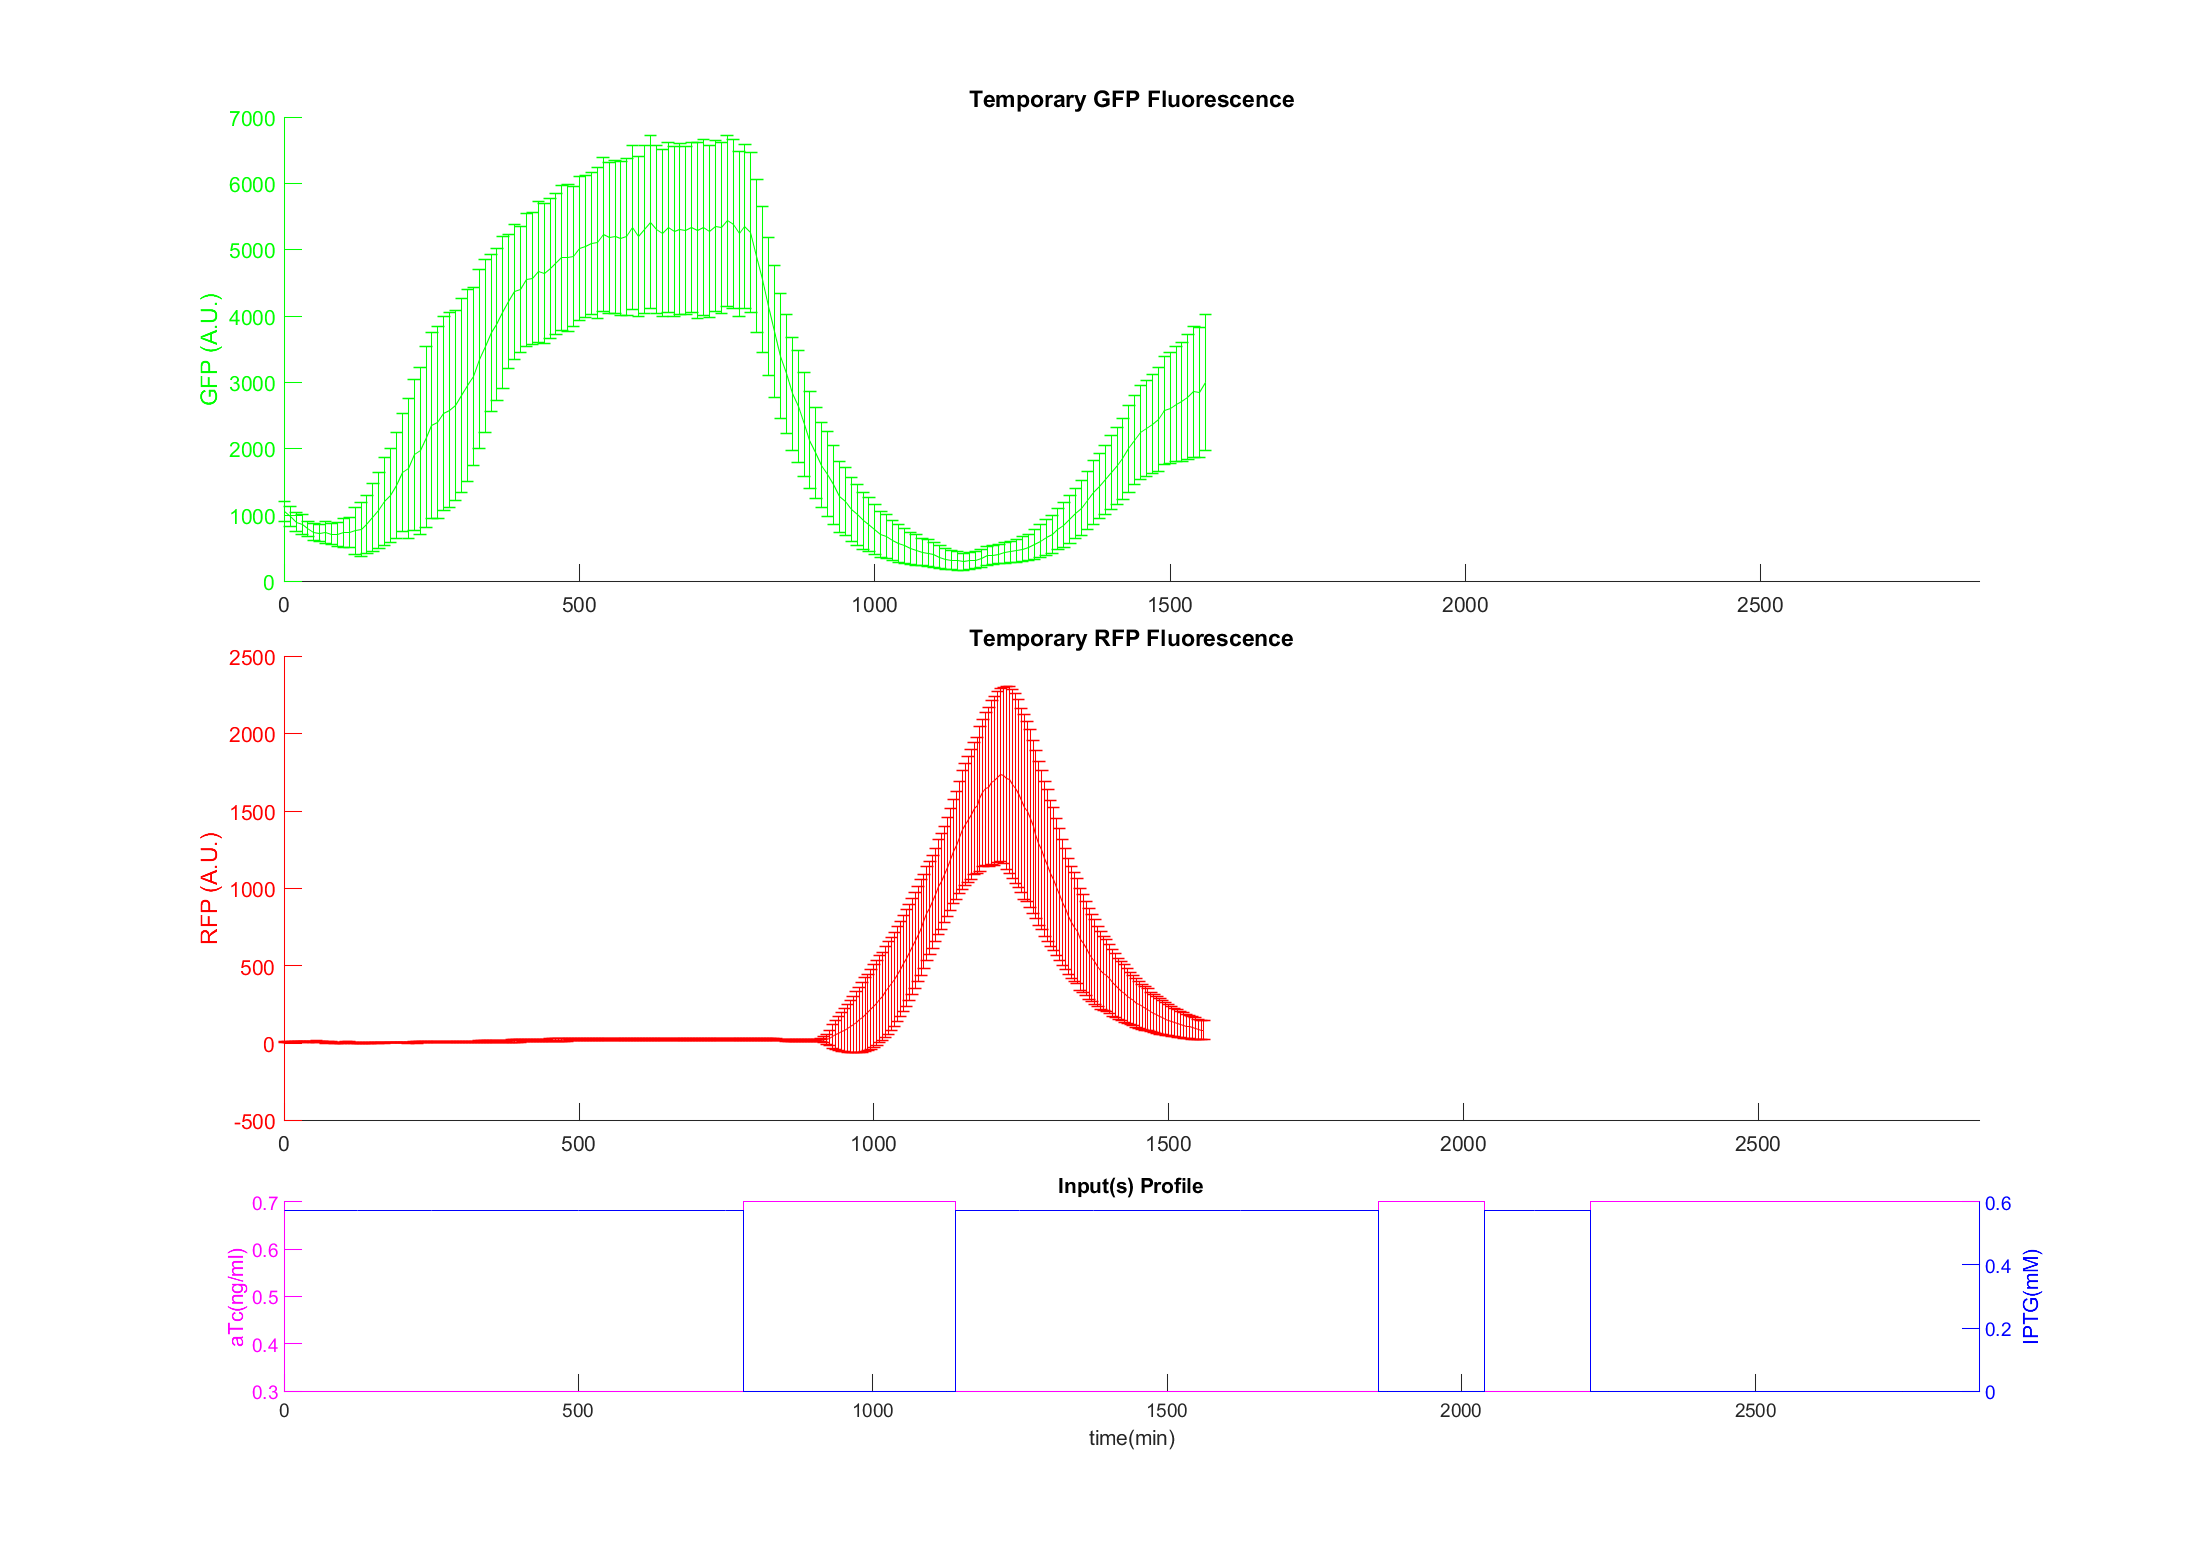 Temporary GFP Fluorescence
7000
6000
5000
4000
3000
2000
1000
0
GFP (A.U.)
0 500 1000 1500 2000 2500
Temporary RFP Fluorescence
2500
2000
1500
1000
500
0
-500
RFP (A.U.)
0 500 1000 1500 2000 2500
Input(s) Profile
0.7
0.6
0.5
0.4
0.3
aTc(ng/ml)
0.6
0.4
0.2
0
IPTG(mM)
0 500 1000 1500 2000 2500
time(min)